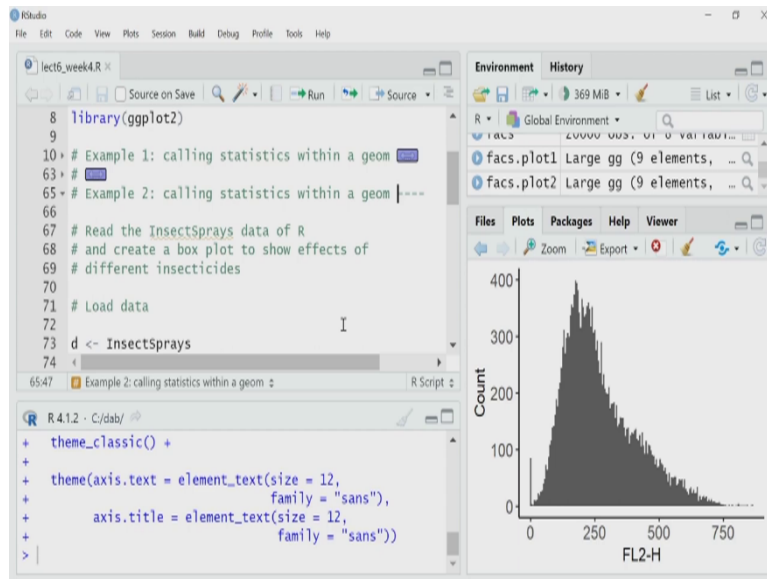 RStudio
File Edit Code View Plots Session Build Debug Profile Tools Help
lect6_week4.R
Source on Save Run Source
8 library(ggplot2)
9
10 # Example 1: calling statistics within a geom
63 #
65 # Example 2: calling statistics within a geom ----
66
67 # Read the InsectSprays data of R
68 # and create a box plot to show effects of
69 # different insecticides
70
71 # Load data
72
73 d <- InsectSprays
74
65:47 Example 2: calling statistics within a geom R Script
R 4.1.2 · C:/dab/
+ theme_classic() +
+
+ theme(axis.text = element_text(size = 12,
+ family = "sans"),
+ axis.title = element_text(size = 12,
+ family = "sans"))
>
Environment History
369 MiB List
R Global Environment
facs.plot1 Large gg (9 elements, …
facs.plot2 Large gg (9 elements, …
Files Plots Packages Help Viewer
Zoom Export
400
300
200
100
0
Count
0 250 500 750
FL2-H